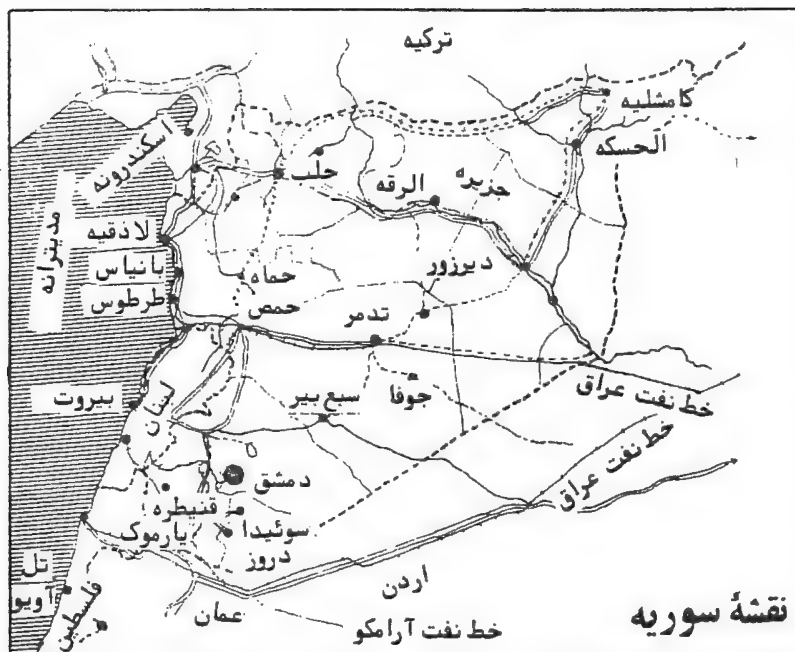 ترکیه
کامشلیه
الحسکه
اسکندرونه
حلب
جزیره
الرقه
مدیترانه
لاذقیه
دیرزور
بانیاس
حماه
طرطوس
حمص
تدمر
خط نفت عراق
جوفا
سبع بیر
بیروت
لبنان
خط نفت عراق
دمشق
قنیطره
سوئیدا
یارموک
دروز
تل
آویو
اردن
فلسطین
عمان
خط نفت آرامکو
نقشهٔ سوریه